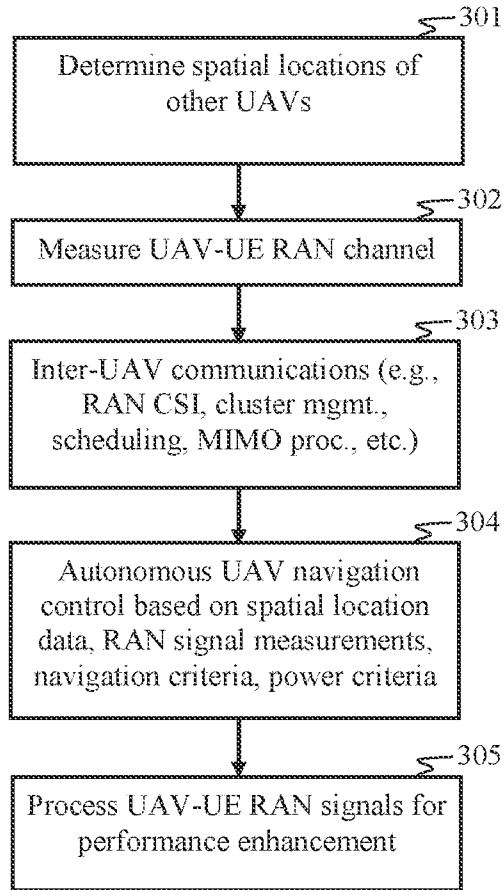 301
Determine spatial locations of
other UAVs
302
Measure UAV-UE RAN channel
303
Inter-UAV communications (e.g.,
RAN CSI, cluster mgmt.,
scheduling, MIMO proc., etc.)
304
Autonomous UAV navigation
control based on spatial location
data, RAN signal measurements,
navigation criteria, power criteria
305
Process UAV-UE RAN signals for
performance enhancement